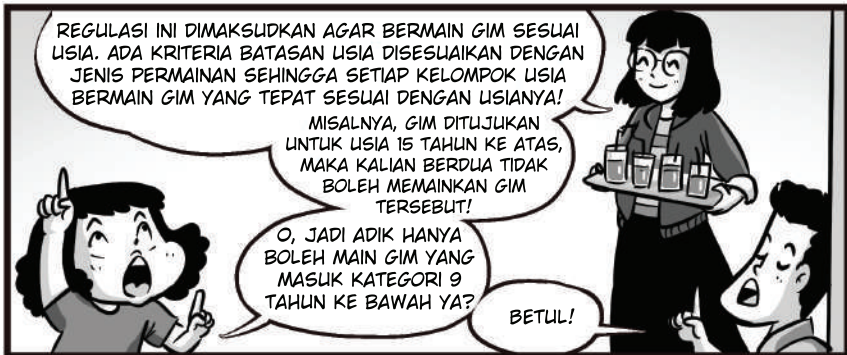 REGULASI INI DIMAKSUDKAN AGAR BERMAIN GIM SESUAI
USIA. ADA KRITERIA BATASAN USIA DISESUAIKAN DENGAN
JENIS PERMAINAN SEHINGGA SETIAP KELOMPOK USIA
BERMAIN GIM YANG TEPAT SESUAI DENGAN USIANYA!
MISALNYA, GIM DITUJUKAN
UNTUK USIA 15 TAHUN KE ATAS,
MAKA KALIAN BERDUA TIDAK
BOLEH MEMAINKAN GIM
TERSEBUT!
O, JADI ADIK HANYA
BOLEH MAIN GIM YANG
MASUK KATEGORI 9
TAHUN KE BAWAH YA?
BETUL!